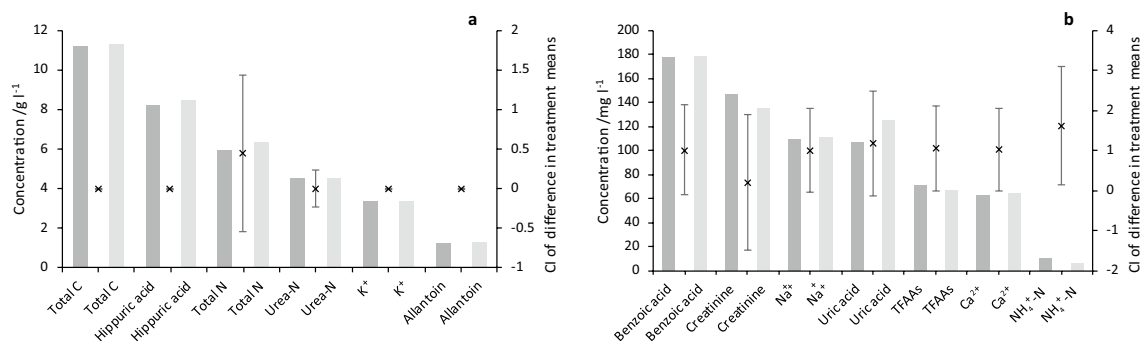 a
Concentration /g l⁻¹
12
10
8
6
4
2
0
2
1.5
1
0.5
0
-0.5
-1
CI of difference in treatment means
Total C
Total C
Hippuric acid
Hippuric acid
Total N
Total N
Urea-N
Urea-N
K⁺
K⁺
Allantoin
Allantoin
b
Concentration /mg l⁻¹
200
180
160
140
120
100
80
60
40
20
0
4
3
2
1
0
-1
-2
CI of difference in treatment means
Benzoic acid
Benzoic acid
Creatinine
Creatinine
Na⁺
Na⁺
Uric acid
Uric acid
TFAAs
TFAAs
Ca²⁺
Ca²⁺
NH₄⁺-N
NH₄⁺-N